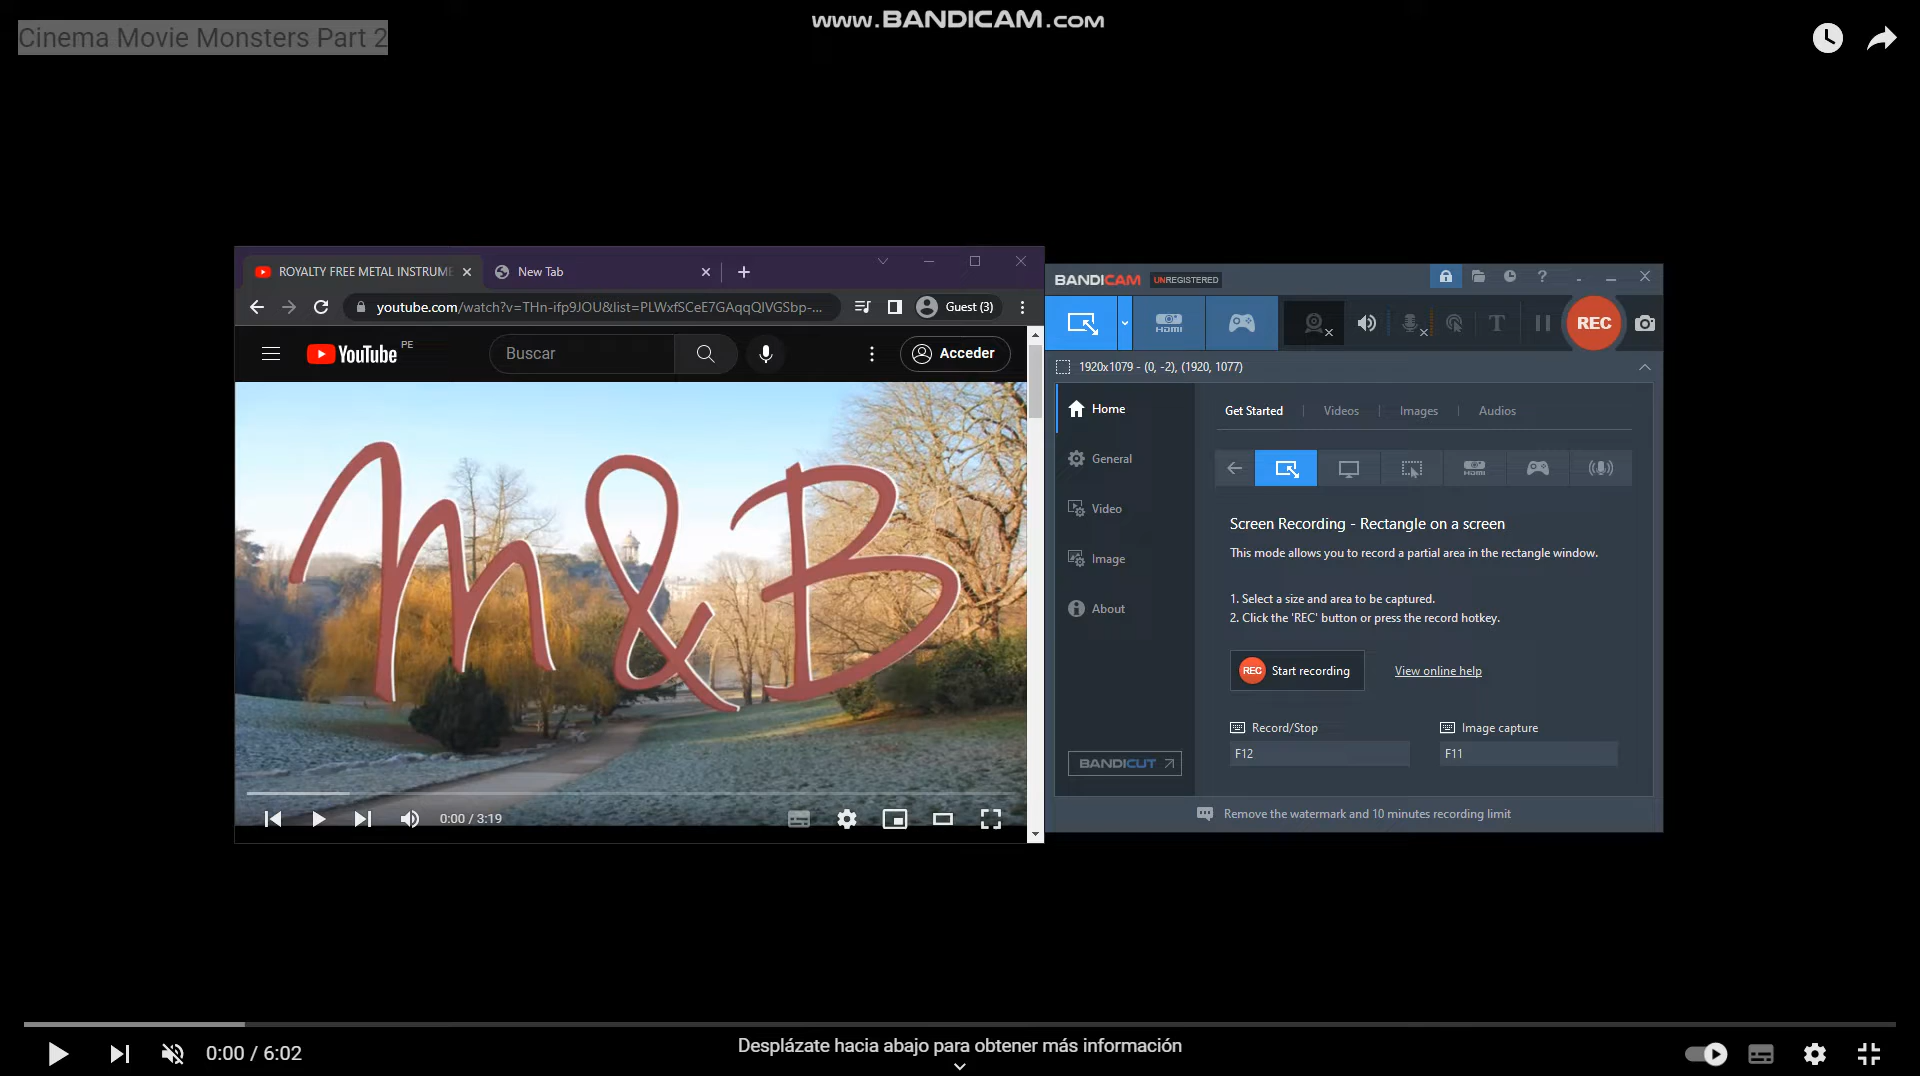 www.BANDICAM.com
Cinema Movie Monsters Part 2
ROYALTY FREE METAL INSTRUME
New Tab
youtube.com/watch?v=THn-ifp9JOU&list=PLWxfSCeE7GAqqQIVGSbp-...
Guest (3)
YouTube PE
Buscar
Acceder
M & B
0:00 / 3:19
BANDICAM UNREGISTERED
HDMI
T
REC
1920x1079 - (0, -2), (1920, 1077)
Home
General
Video
Image
About
BANDICUT
Get Started
Videos
Images
Audios
HDMI
Screen Recording - Rectangle on a screen
This mode allows you to record a partial area in the rectangle window.
1. Select a size and area to be captured.
2. Click the 'REC' button or press the record hotkey.
REC Start recording
View online help
Record/Stop
Image capture
F12
F11
Remove the watermark and 10 minutes recording limit
0:00 / 6:02
Desplázate hacia abajo para obtener más información